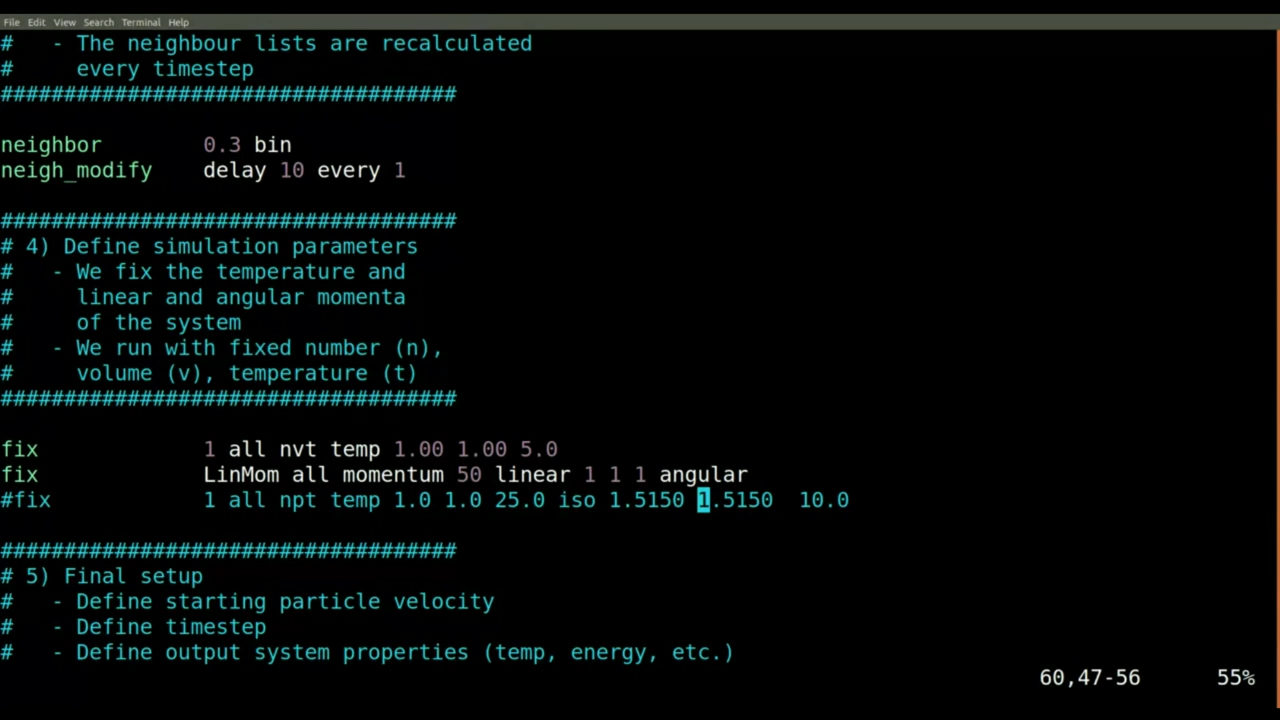 File Edit View Search Terminal Help
#   - The neighbour lists are recalculated
#     every timestep
####################################

neighbor        0.3 bin
neigh_modify    delay 10 every 1

####################################
# 4) Define simulation parameters
#   - We fix the temperature and
#     linear and angular momenta
#     of the system
#   - We run with fixed number (n),
#     volume (v), temperature (t)
####################################

fix             1 all nvt temp 1.00 1.00 5.0
fix             LinMom all momentum 50 linear 1 1 1 angular
#fix            1 all npt temp 1.0 1.0 25.0 iso 1.5150 1.5150  10.0

####################################
# 5) Final setup
#   - Define starting particle velocity
#   - Define timestep
#   - Define output system properties (temp, energy, etc.)
60,47-56      55%